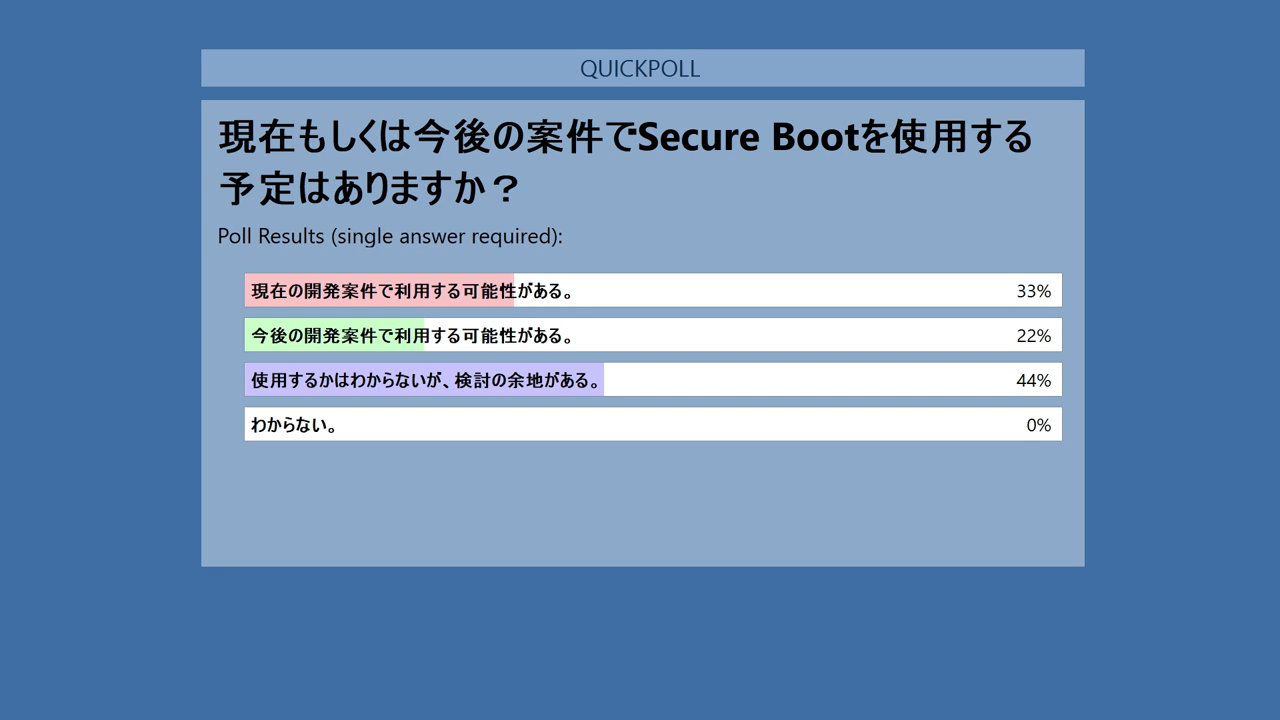 QUICKPOLL
現在もしくは今後の案件でSecure Bootを使用する
予定はありますか？
Poll Results (single answer required):
現在の開発案件で利用する可能性がある。 33%
今後の開発案件で利用する可能性がある。 22%
使用するかはわからないが、検討の余地がある。 44%
わからない。 0%